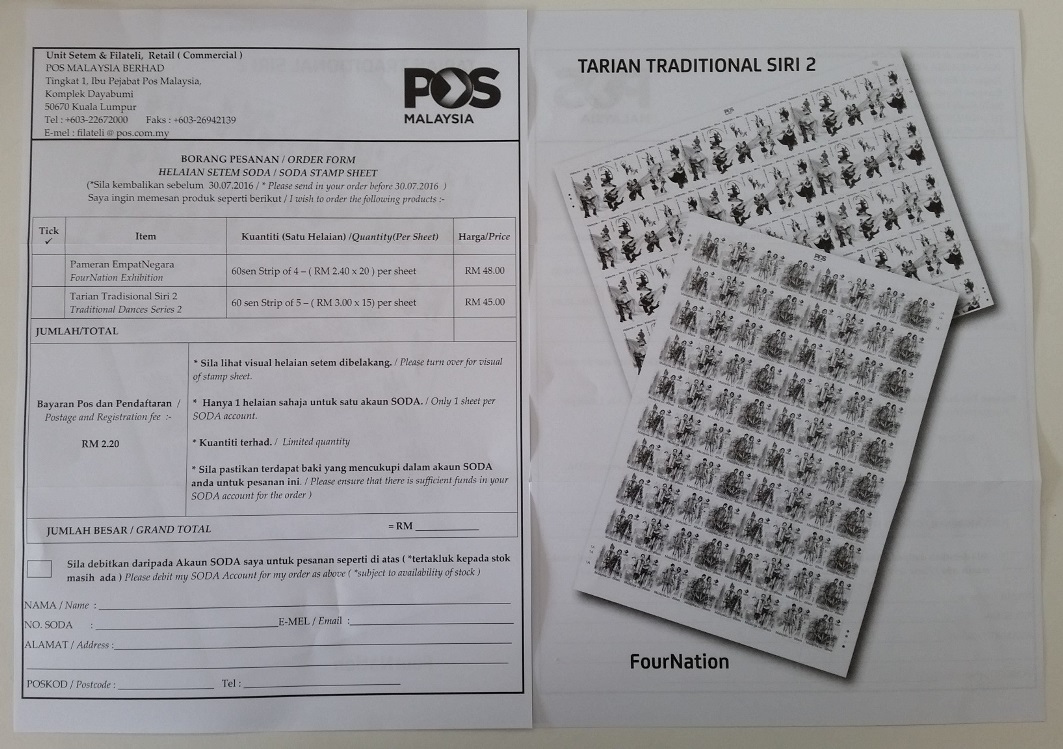 Unit Setem & Filateli, Retail ( Commercial )
POS MALAYSIA BERHAD
Tingkat 1, Ibu Pejabat Pos Malaysia,
Komplek Dayabumi
50670 Kuala Lumpur
Tel : +603-22672000 Faks : +603-26942139
E-mel : filateli @ pos.com.my
POS
MALAYSIA
BORANG PESANAN / ORDER FORM
HELAIAN SETEM SODA / SODA STAMP SHEET
(*Sila kembalikan sebelum 30.07.2016 / * Please send in your order before 30.07.2016 )
Saya ingin memesan produk seperti berikut / I wish to order the following products :-
Tick Item Kuantiti (Satu Helaian) /Quantity(Per Sheet) Harga/Price
✓
Pameran EmpatNegara
FourNation Exhibition
60sen Strip of 4 – ( RM 2.40 x 20 ) per sheet RM 48.00
Tarian Tradisional Siri 2
Traditional Dances Series 2
60 sen Strip of 5 – ( RM 3.00 x 15) per sheet RM 45.00
JUMLAH/TOTAL
Bayaran Pos dan Pendaftaran /
Postage and Registration fee :-
RM 2.20
* Sila lihat visual helaian setem dibelakang. / Please turn over for visual
of stamp sheet.
* Hanya 1 helaian sahaja untuk satu akaun SODA. / Only 1 sheet per
SODA account.
* Kuantiti terhad. / Limited quantity
* Sila pastikan terdapat baki yang mencukupi dalam akaun SODA
anda untuk pesanan ini. / Please ensure that there is sufficient funds in your
SODA account for the order )
JUMLAH BESAR / GRAND TOTAL = RM
Sila debitkan daripada Akaun SODA saya untuk pesanan seperti di atas ( *tertakluk kepada stok
masih ada ) Please debit my SODA Account for my order as above ( *subject to availability of stock )
NAMA / Name :
NO. SODA : E-MEL / Email :
ALAMAT / Address :
POSKOD / Postcode : Tel :
TARIAN TRADITIONAL SIRI 2
POS
POS
FourNation